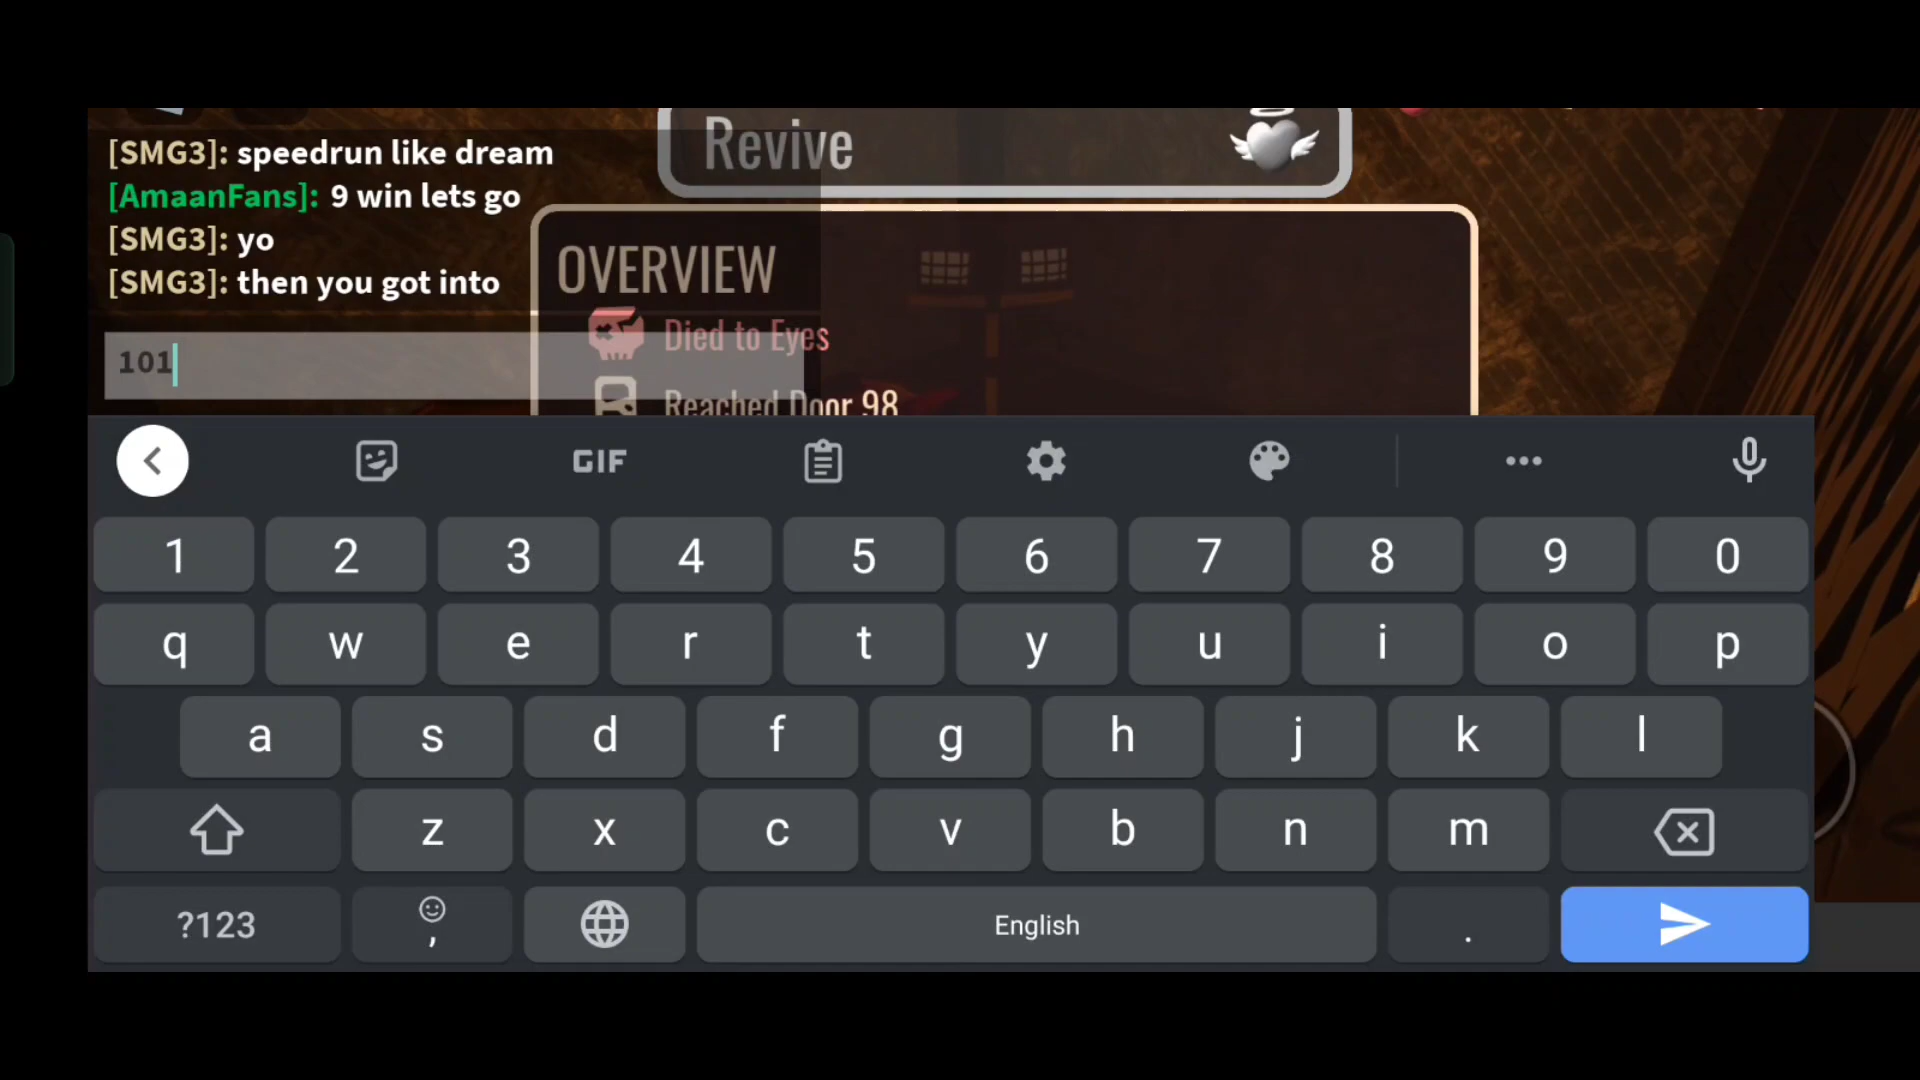 [SMG3]: speedrun like dream
[AmaanFans]: 9 win lets go
[SMG3]: yo
[SMG3]: then you got into
101
Revive
OVERVIEW
Died to Eyes
Reached Door 98
GIF
1 2 3 4 5 6 7 8 9 0
q w e r t y u i o p
a s d f g h j k l
z x c v b n m
?123 , English .